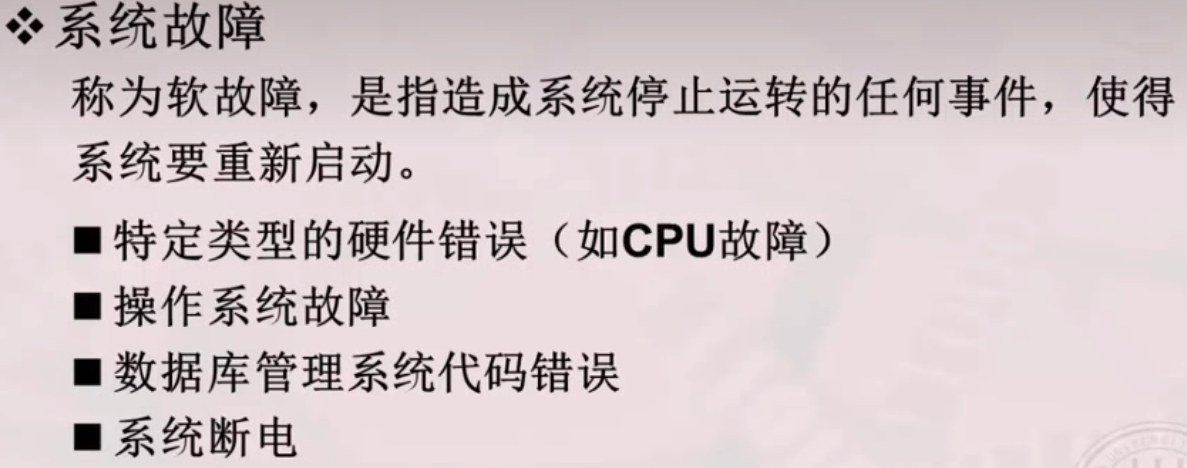 ❖系统故障
称为软故障，是指造成系统停止运转的任何事件，使得
系统要重新启动。
■特定类型的硬件错误（如CPU故障）
■操作系统故障
■数据库管理系统代码错误
■系统断电